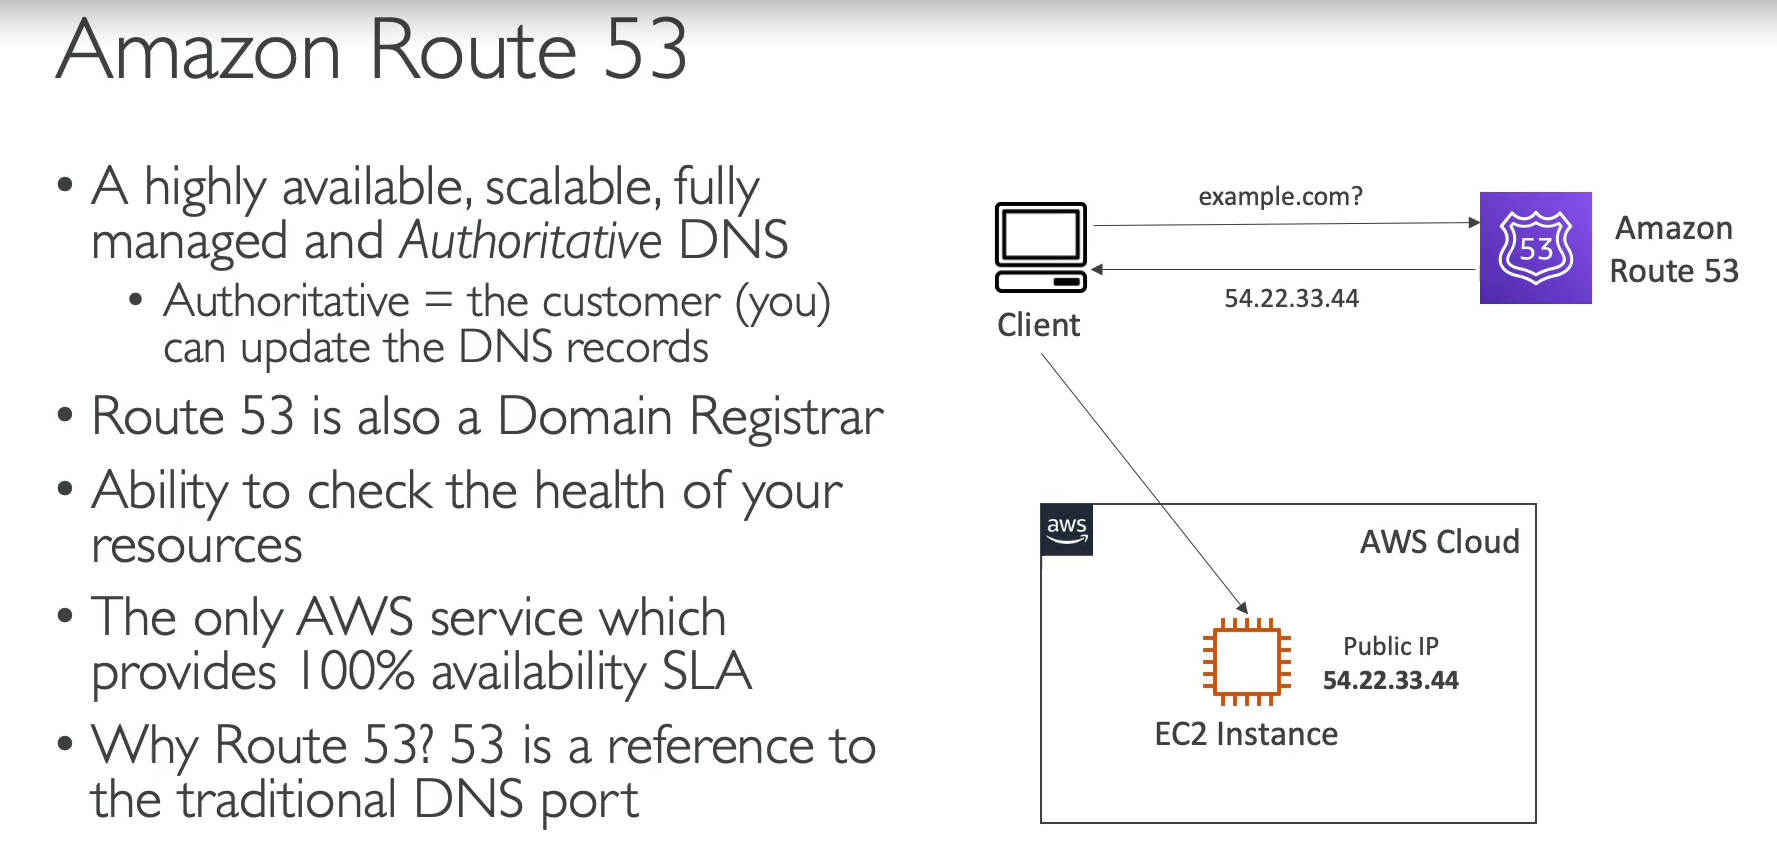 Amazon Route 53
• A highly available, scalable, fully
managed and Authoritative DNS
• Authoritative = the customer (you)
can update the DNS records
• Route 53 is also a Domain Registrar
• Ability to check the health of your
resources
• The only AWS service which
provides 100% availability SLA
• Why Route 53? 53 is a reference to
the traditional DNS port
example.com?
54.22.33.44
Client
53
Amazon
Route 53
aws
AWS Cloud
Public IP
54.22.33.44
EC2 Instance